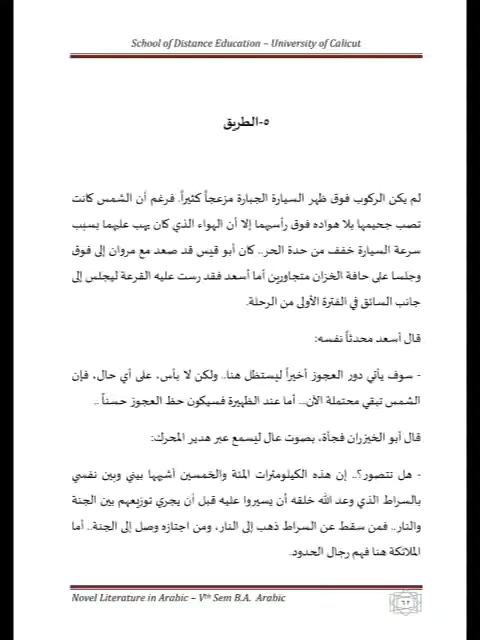 School of Distance Education – University of Calicut
٥-الطريق
لم يكن الركوب فوق ظهر السيارة الجبارة مزعجاً كثيراً. فرغم أن الشمس كانت
تصب جحيمها بلا هواده فوق رأسيهما إلا أن الهواء الذي كان يهب عليهما بسبب
سرعة السيارة خفف من حدة الحر.. كان أبو قيس قد صعد مع مروان إلى فوق
وجلسا على حافة الخزان متجاورين أما أسعد فقد رست عليه القرعة ليجلس إلى
جانب السائق في الفترة الأولى من الرحلة.
قال أسعد محدثاً نفسه:
- سوف يأتي دور العجوز أخيراً ليستظل هنا.. ولكن لا بأس، على أي حال، فإن
الشمس تبقي محتملة الآن... أما عند الظهيرة فسيكون حظ العجوز حسناً ..
قال أبو الخيزران فجأة، بصوت عال ليسمع عبر هدير المحرك:
- هل تتصور؟.. إن هذه الكيلومترات المئة والخمسين أشبهها بيني وبين نفسي
بالسراط الذي وعد الله خلقه أن يسيروا عليه قبل أن يجري توزيعهم بين الجنة
والنار.. فمن سقط عن السراط ذهب إلى النار، ومن اجتازه وصل إلى الجنة.. أما
الملائكة هنا فهم رجال الحدود.
Novel Literature in Arabic – Vth Sem B.A. Arabic
٦٢